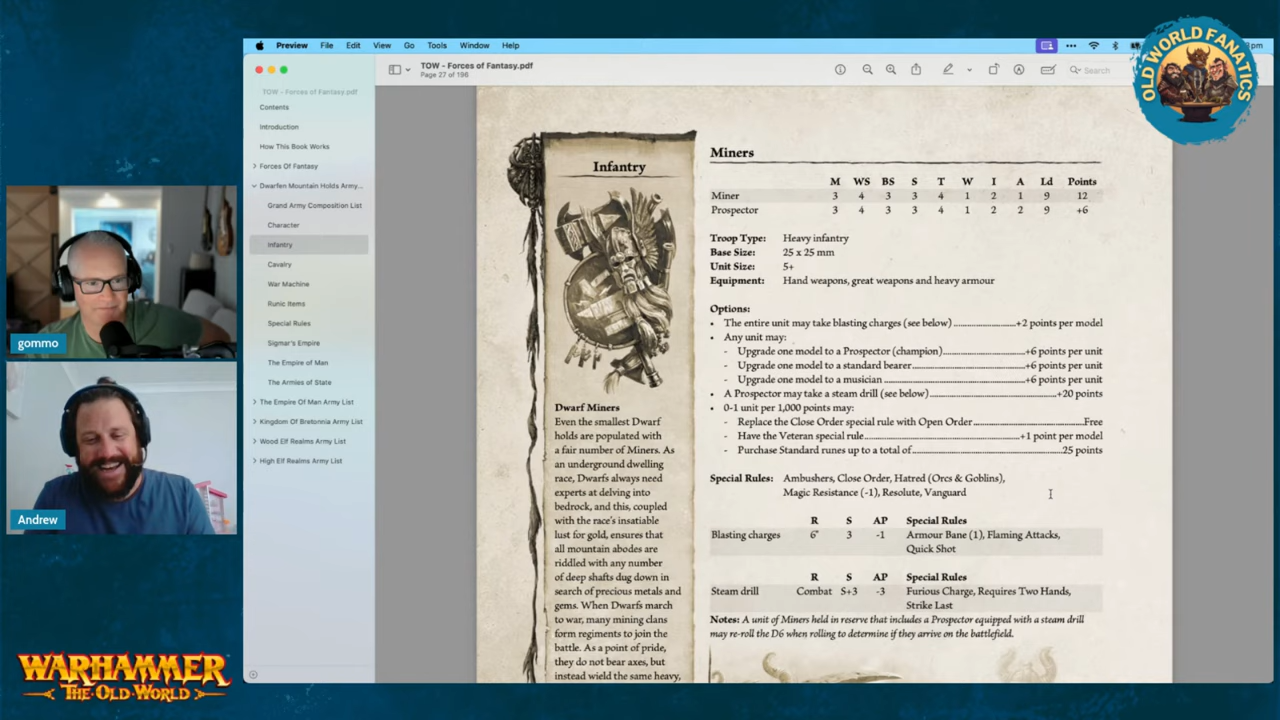 Preview File Edit View Go Tools Window Help
pm
TOW - Forces of Fantasy.pdf
Page 27 of 196
Search
OLD WORLD FANATICS
TOW - Forces of Fantasy.pdf
Contents
Introduction
How This Book Works
Forces Of Fantasy
Dwarfen Mountain Holds Army...
Grand Army Composition List
Character
Infantry
Cavalry
War Machine
Runic Items
Special Rules
Sigmar's Empire
The Empire of Man
The Armies of State
The Empire Of Man Army List
Kingdom Of Bretonnia Army List
Wood Elf Realms Army List
High Elf Realms Army List
gommo
Andrew
WARHAMMER
THE·OLD·WORLD
Infantry
Dwarf Miners
Even the smallest Dwarf
holds are populated with
a fair number of Miners. As
an underground dwelling
race, Dwarfs always need
experts at delving into
bedrock, and this, coupled
with the race's insatiable
lust for gold, ensures that
all mountain abodes are
riddled with any number
of deep shafts dug down in
search of precious metals and
gems. When Dwarfs march
to war, many mining clans
form regiments to join the
battle. As a point of pride,
they do not bear axes, but
instead wield the same heavy,
Miners
M WS BS S T W I A Ld Points
Miner 3 4 3 3 4 1 2 1 9 12
Prospector 3 4 3 3 4 1 2 2 9 +6
Troop Type: Heavy infantry
Base Size: 25 x 25 mm
Unit Size: 5+
Equipment: Hand weapons, great weapons and heavy armour
Options:
• The entire unit may take blasting charges (see below) ..................+2 points per model
• Any unit may:
- Upgrade one model to a Prospector (champion)..................+6 points per unit
- Upgrade one model to a standard bearer..................+6 points per unit
- Upgrade one model to a musician ..................+6 points per unit
• A Prospector may take a steam drill (see below)..................+20 points
• 0-1 unit per 1,000 points may:
- Replace the Close Order special rule with Open Order..................Free
- Have the Veteran special rule..................+1 point per model
- Purchase Standard runes up to a total of..................25 points
Special Rules: Ambushers, Close Order, Hatred (Orcs & Goblins),
Magic Resistance (-1), Resolute, Vanguard
R S AP Special Rules
Blasting charges 6" 3 -1 Armour Bane (1), Flaming Attacks,
Quick Shot
R S AP Special Rules
Steam drill Combat S+3 -3 Furious Charge, Requires Two Hands,
Strike Last
Notes: A unit of Miners held in reserve that includes a Prospector equipped with a steam drill
may re-roll the D6 when rolling to determine if they arrive on the battlefield.